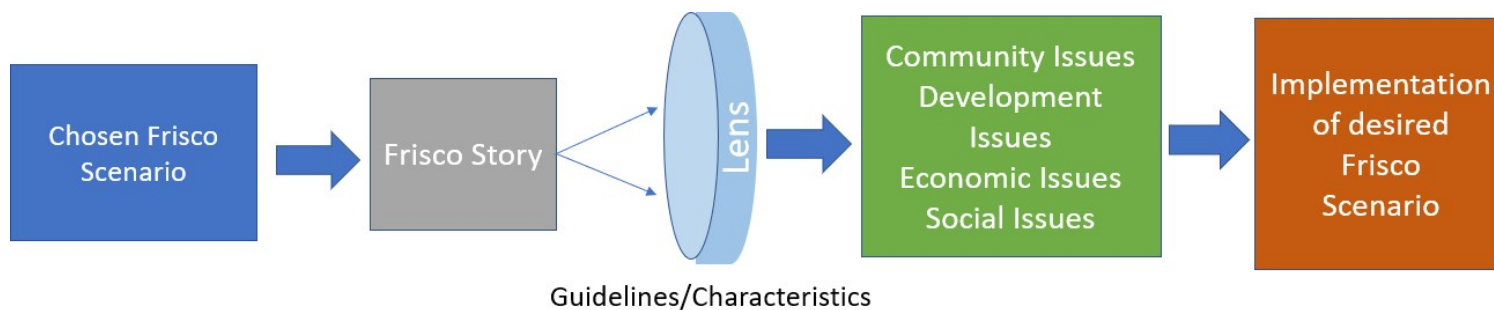 Chosen Frisco
Scenario
Frisco Story
Lens
Guidelines/Characteristics
Community Issues
Development
Issues
Economic Issues
Social Issues
Implementation
of desired
Frisco
Scenario